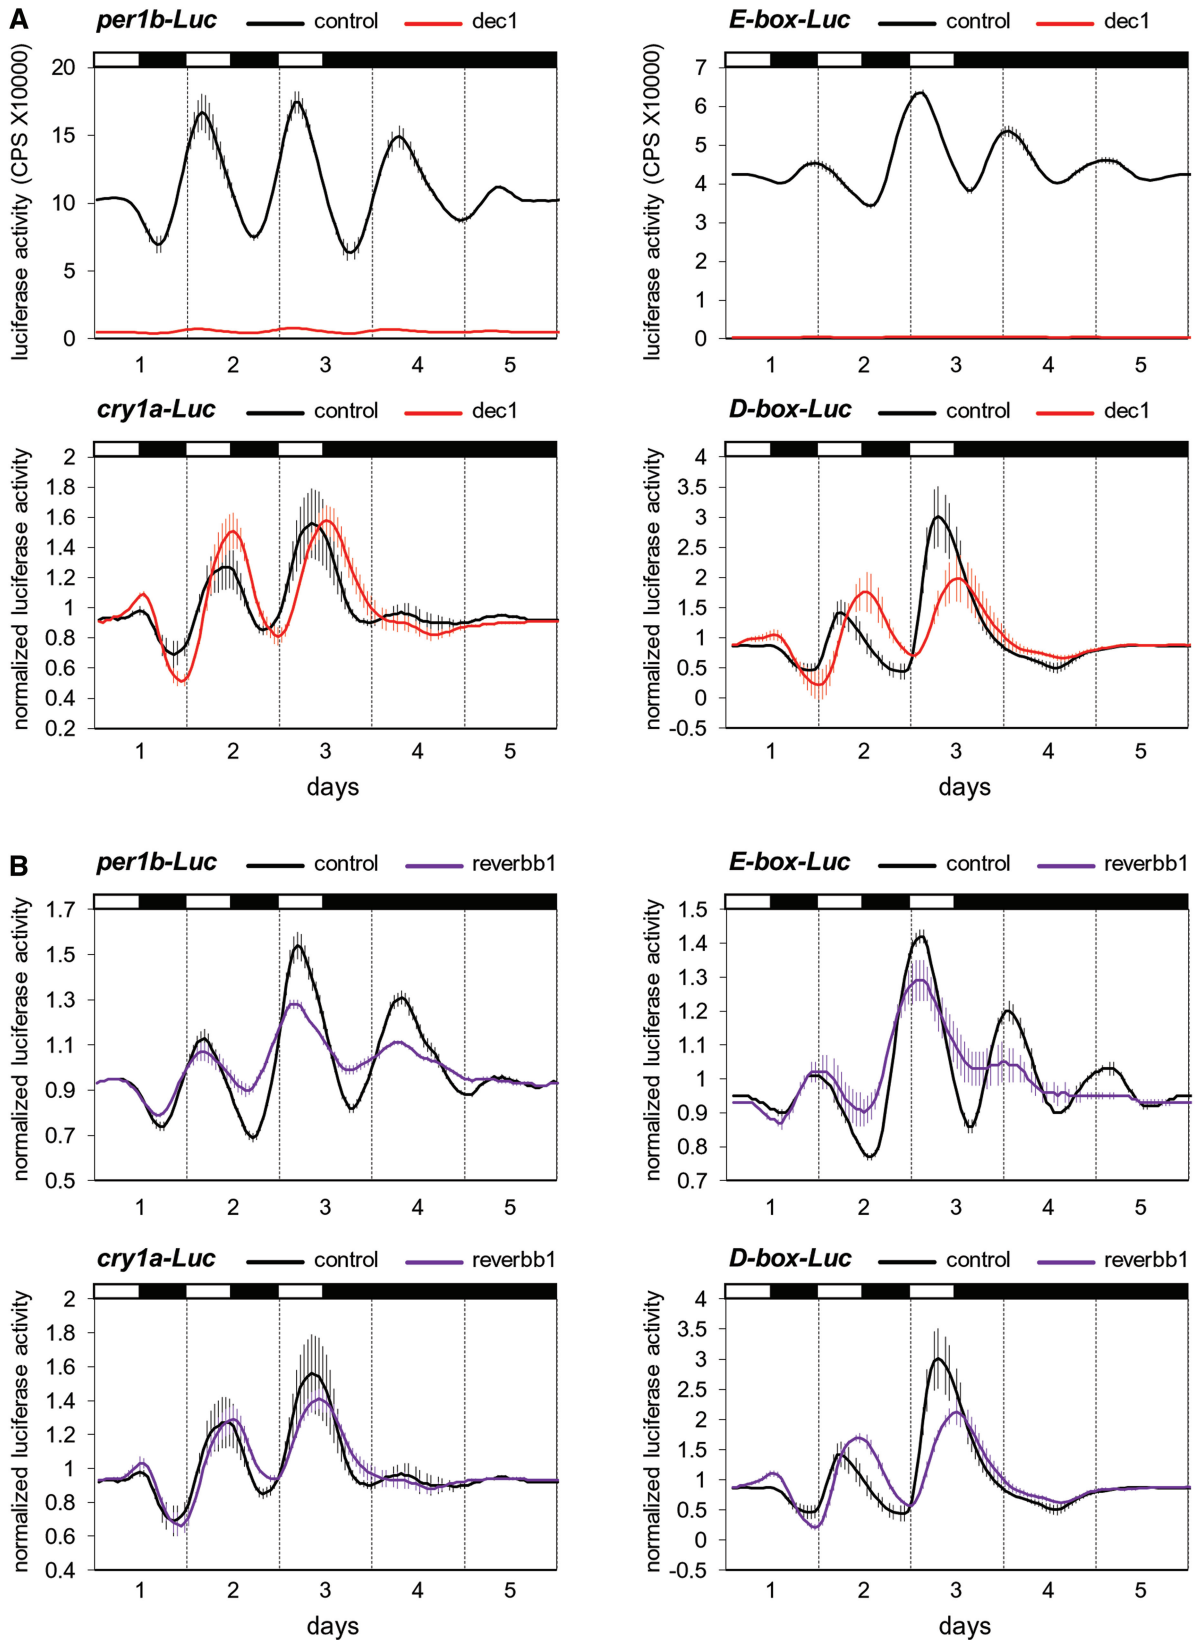 A
per1b-Luc control dec1
luciferase activity (CPS X10000)
20
15
10
5
0
1 2 3 4 5
E-box-Luc control dec1
luciferase activity (CPS X10000)
7
6
5
4
3
2
1
0
1 2 3 4 5
cry1a-Luc control dec1
normalized luciferase activity
2
1.8
1.6
1.4
1.2
1
0.8
0.6
0.4
0.2
1 2 3 4 5
days
D-box-Luc control dec1
normalized luciferase activity
4
3.5
3
2.5
2
1.5
1
0.5
0
-0.5
1 2 3 4 5
days
B
per1b-Luc control reverbb1
normalized luciferase activity
1.7
1.5
1.3
1.1
0.9
0.7
0.5
1 2 3 4 5
E-box-Luc control reverbb1
normalized luciferase activity
1.5
1.4
1.3
1.2
1.1
1
0.9
0.8
0.7
1 2 3 4 5
cry1a-Luc control reverbb1
normalized luciferase activity
2
1.8
1.6
1.4
1.2
1
0.8
0.6
0.4
1 2 3 4 5
days
D-box-Luc control reverbb1
normalized luciferase activity
4
3.5
3
2.5
2
1.5
1
0.5
0
-0.5
1 2 3 4 5
days